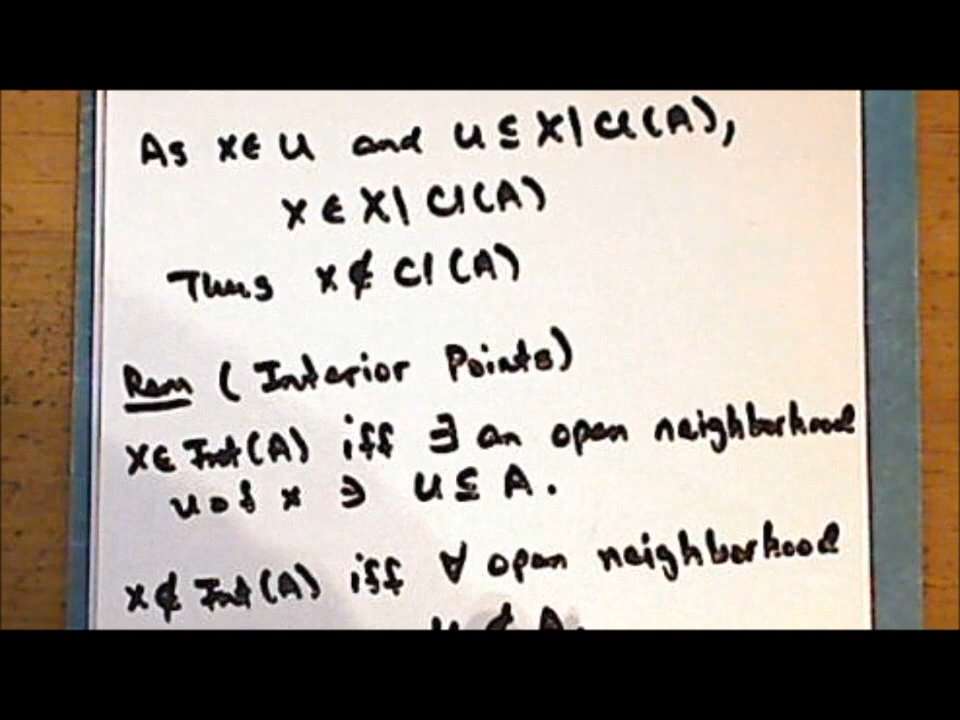 As x ∈ U and U ⊆ X\Cl(A),
x ∈ X\Cl(A)
Thus x ∉ Cl(A)
Rem (Interior Points)
x ∈ Int(A) iff ∃ an open neighborhood
U of x ∋ U ⊆ A.
x ∉ Int(A) iff ∀ open neighborhood